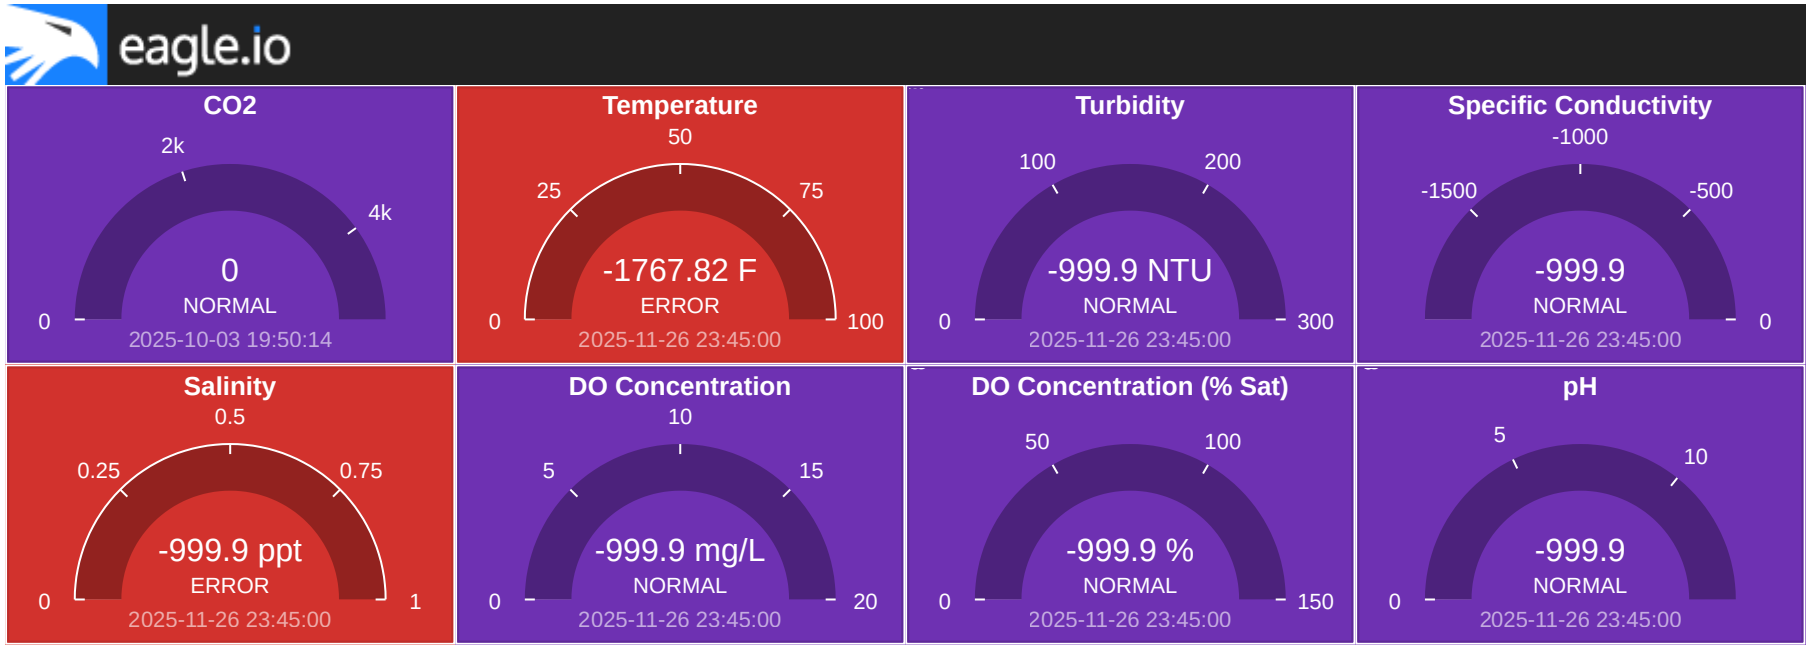 eagle.io
CO2
2k
4k
0
0
NORMAL
2025-10-03 19:50:14
Temperature
50
25
75
-1767.82 F
ERROR
0
100
2025-11-26 23:45:00
Turbidity
100
200
-999.9 NTU
NORMAL
0
300
2025-11-26 23:45:00
Specific Conductivity
-1000
-1500
-500
-999.9
NORMAL
0
2025-11-26 23:45:00
Salinity
0.5
0.25
0.75
-999.9 ppt
ERROR
0
1
2025-11-26 23:45:00
DO Concentration
10
5
15
-999.9 mg/L
NORMAL
0
20
2025-11-26 23:45:00
DO Concentration (% Sat)
50
100
-999.9 %
NORMAL
0
150
2025-11-26 23:45:00
pH
5
10
-999.9
NORMAL
0
2025-11-26 23:45:00